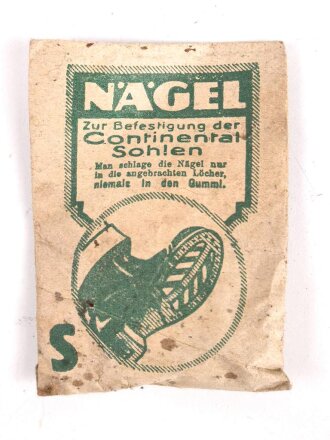 NÄGEL
Zur Befestigung der
Continental
Sohlen
Man schlage die Nägel nur
in die angebrachten Löcher,
niemals in den Gummi.
S